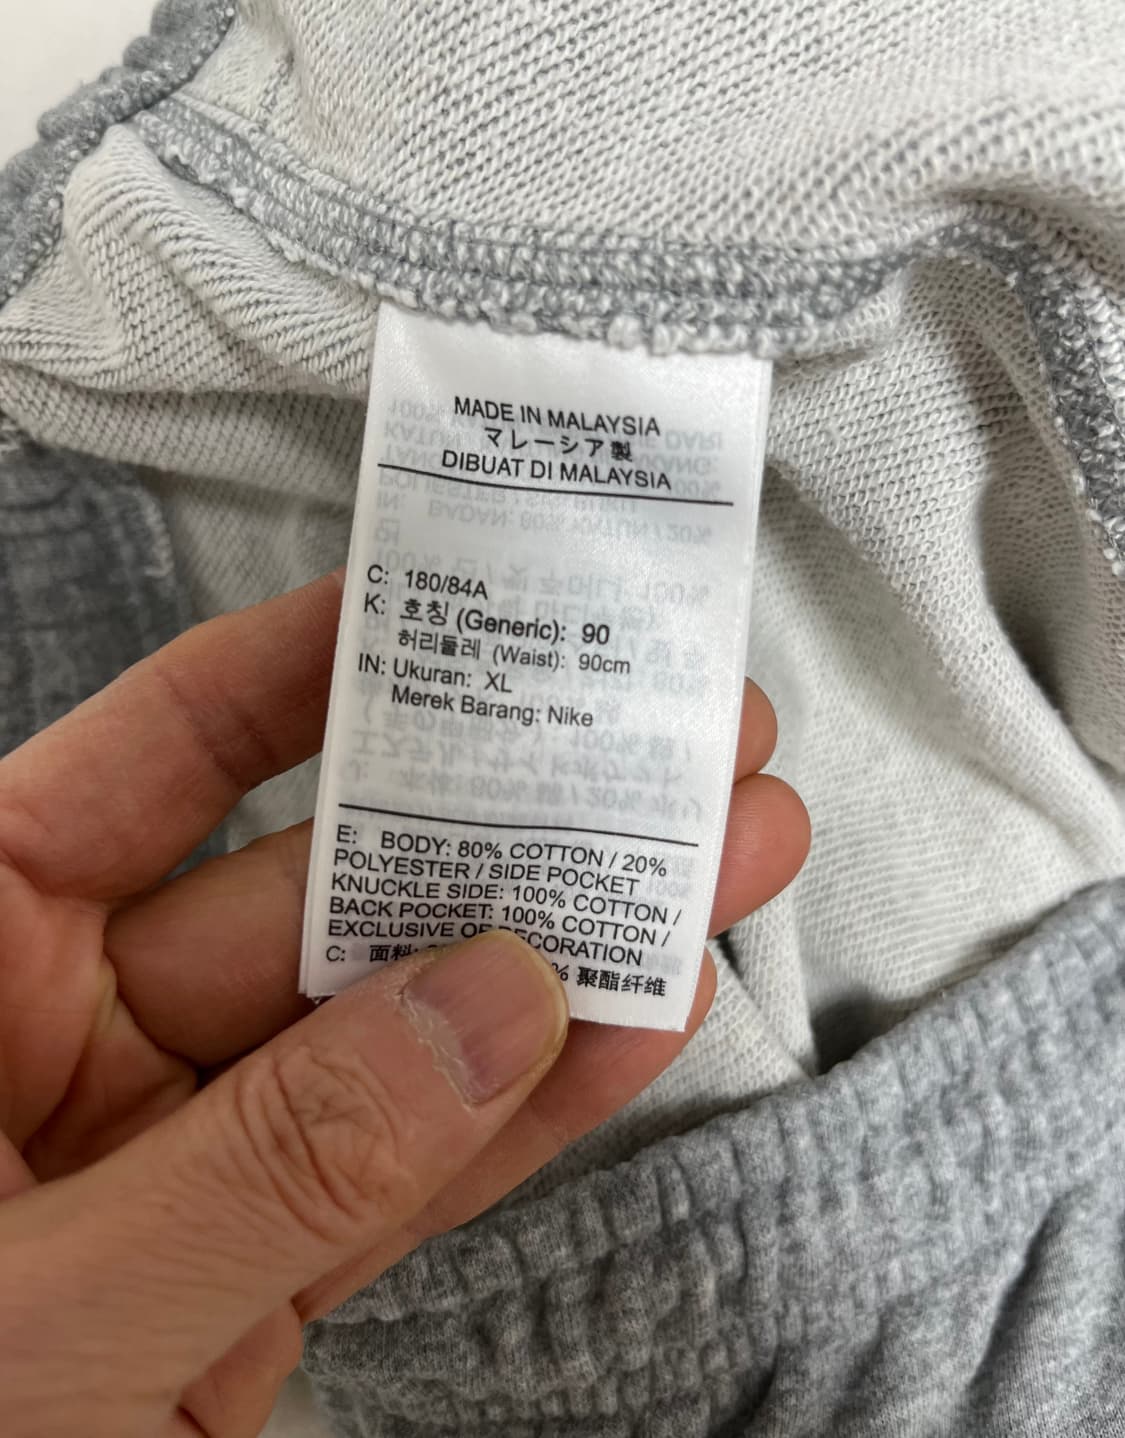 MADE IN MALAYSIA
マレーシア製
DIBUAT DI MALAYSIA
C: 180/84A
K: 호칭 (Generic): 90
허리둘레 (Waist): 90cm
IN: Ukuran: XL
Merek Barang: Nike
E: BODY: 80% COTTON / 20%
POLYESTER / SIDE POCKET
KNUCKLE SIDE: 100% COTTON /
BACK POCKET: 100% COTTON /
EXCLUSIVE OF DECORATION
C: 面料: % 聚酯纤维